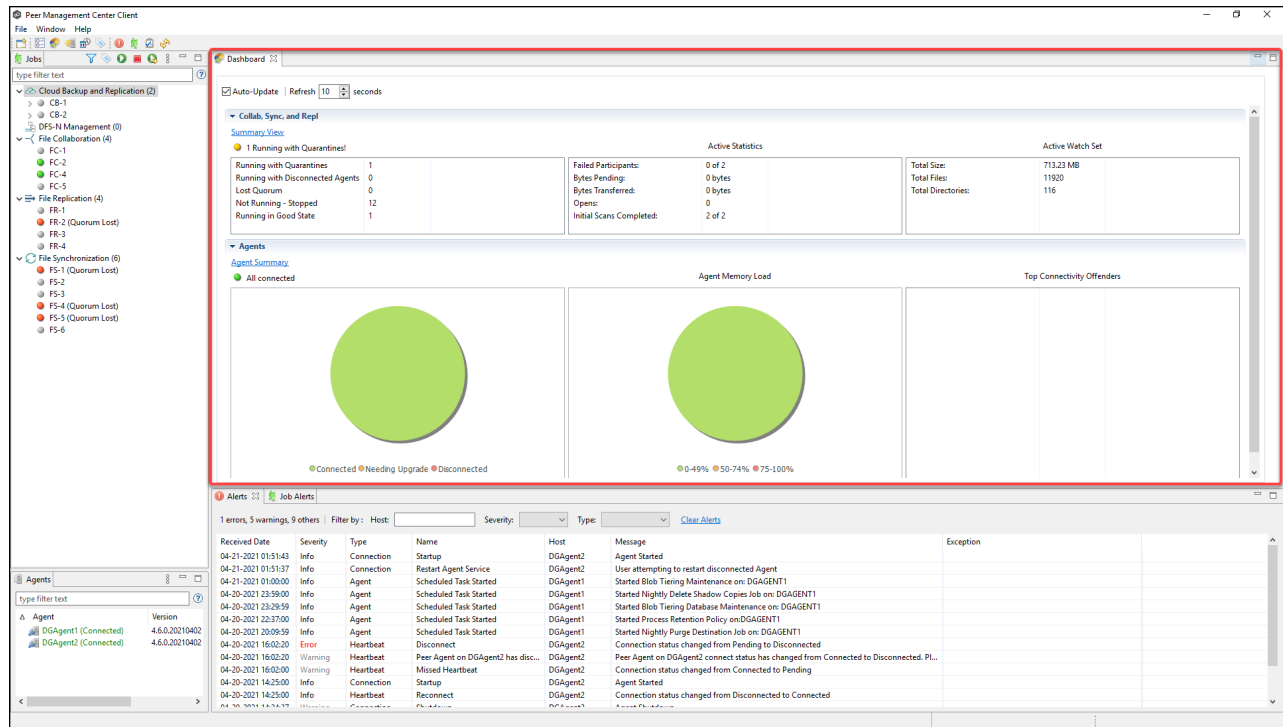 Peer Management Center Client
File Window Help
Jobs
type filter text
Cloud Backup and Replication (2)
CB-1
CB-2
DFS-N Management (0)
File Collaboration (4)
FC-1
FC-2
FC-4
FC-5
File Replication (4)
FR-1
FR-2 (Quorum Lost)
FR-3
FR-4
File Synchronization (6)
FS-1 (Quorum Lost)
FS-2
FS-3
FS-4 (Quorum Lost)
FS-5 (Quorum Lost)
FS-6
Agents
type filter text
Agent Version
DGAgent1 (Connected) 4.6.0.20210402
DGAgent2 (Connected) 4.6.0.20210402
Dashboard
Auto-Update | Refresh 10 seconds
Collab, Sync, and Repl
Summary View
1 Running with Quarantines! Active Statistics Active Watch Set
Running with Quarantines 1 Failed Participants: 0 of 2 Total Size: 713.23 MB
Running with Disconnected Agents 0 Bytes Pending: 0 bytes Total Files: 11920
Lost Quorum 0 Bytes Transferred: 0 bytes Total Directories: 116
Not Running - Stopped 12 Opens: 0
Running in Good State 1 Initial Scans Completed: 2 of 2
Agents
Agent Summary
All connected Agent Memory Load Top Connectivity Offenders
Connected Needing Upgrade Disconnected 0-49% 50-74% 75-100%
Alerts Job Alerts
1 errors, 5 warnings, 9 others | Filter by : Host: Severity: Type: Clear Alerts
Received Date Severity Type Name Host Message Exception
04-21-2021 01:51:43 Info Connection Startup DGAgent2 Agent Started
04-21-2021 01:51:37 Info Connection Restart Agent Service DGAgent2 User attempting to restart disconnected Agent
04-21-2021 01:00:00 Info Agent Scheduled Task Started DGAgent1 Started Blob Tiering Maintenance on: DGAGENT1
04-20-2021 23:59:00 Info Agent Scheduled Task Started DGAgent1 Started Nightly Delete Shadow Copies Job on: DGAGENT1
04-20-2021 23:29:59 Info Agent Scheduled Task Started DGAgent1 Started Blob Tiering Database Maintenance on: DGAGENT1
04-20-2021 22:37:00 Info Agent Scheduled Task Started DGAgent1 Started Process Retention Policy on:DGAGENT1
04-20-2021 20:09:59 Info Agent Scheduled Task Started DGAgent1 Started Nightly Purge Destination Job on: DGAGENT1
04-20-2021 16:02:20 Error Heartbeat Disconnect DGAgent2 Connection status changed from Pending to Disconnected
04-20-2021 16:02:20 Warning Heartbeat Peer Agent on DGAgent2 has disc... DGAgent2 Peer Agent on DGAgent2 connect status has changed from Connected to Disconnected. Pl...
04-20-2021 16:02:00 Warning Heartbeat Missed Heartbeat DGAgent2 Connection status changed from Connected to Pending
04-20-2021 14:25:00 Info Connection Startup DGAgent2 Agent Started
04-20-2021 14:25:00 Info Heartbeat Reconnect DGAgent2 Connection status changed from Disconnected to Connected